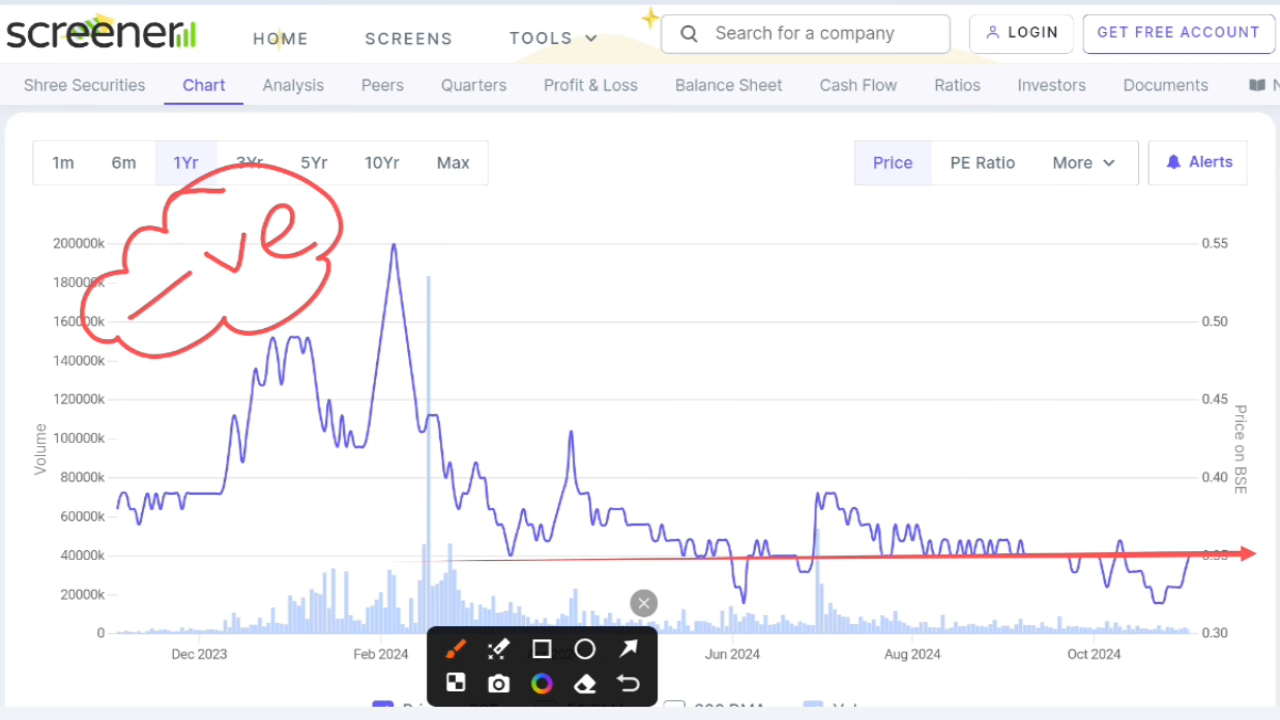 screener
HOME SCREENS TOOLS
Search for a company
LOGIN
GET FREE ACCOUNT
Shree Securities Chart Analysis Peers Quarters Profit & Loss Balance Sheet Cash Flow Ratios Investors Documents
1m 6m 1Yr 3Yr 5Yr 10Yr Max
Price PE Ratio More
Alerts
-ve
200000k 0.55
180000k
160000k 0.50
140000k
120000k 0.45
100000k
80000k 0.40
60000k
40000k 0.35
20000k
0 0.30
Volume
Price on BSE
Dec 2023 Feb 2024 Jun 2024 Aug 2024 Oct 2024